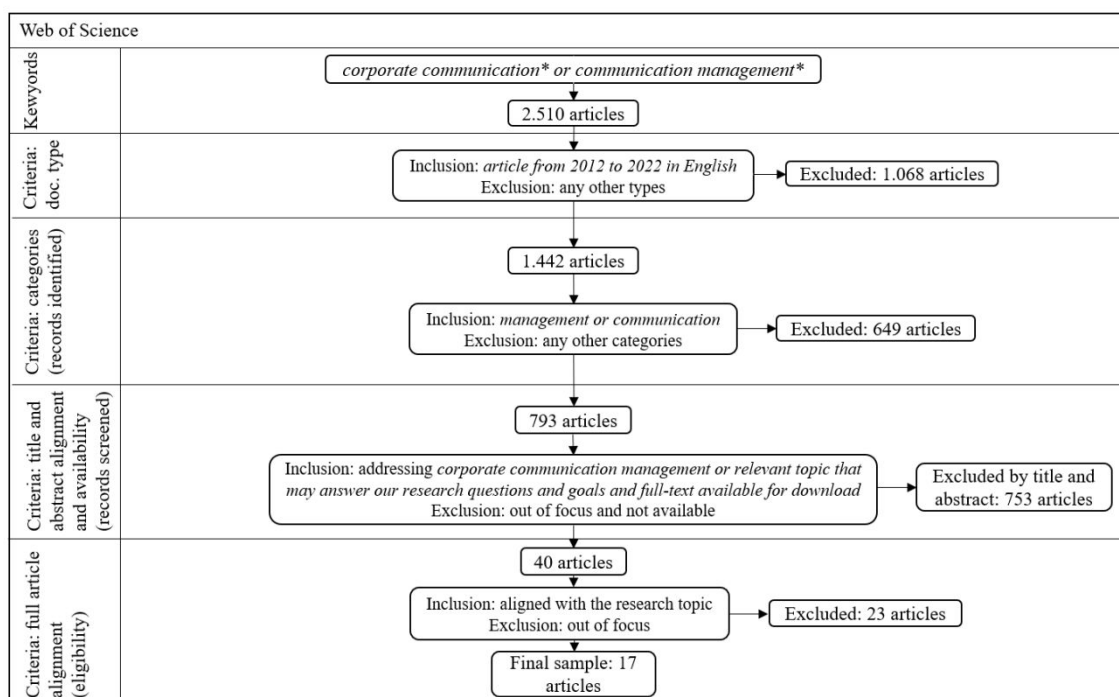 Web of Science
Kewyords
corporate communication* or communication management*
2.510 articles
Criteria:
doc. type
Inclusion: article from 2012 to 2022 in English
Exclusion: any other types
Excluded: 1.068 articles
Criteria: categories
(records identified)
1.442 articles
Inclusion: management or communication
Exclusion: any other categories
Excluded: 649 articles
Criteria: title and
abstract alignment
and availability
(records screened)
793 articles
Inclusion: addressing corporate communication management or relevant topic that
may answer our research questions and goals and full-text available for download
Exclusion: out of focus and not available
Excluded by title and
abstract: 753 articles
Criteria: full article
alignment
(eligibility)
40 articles
Inclusion: aligned with the research topic
Exclusion: out of focus
Excluded: 23 articles
Final sample: 17
articles